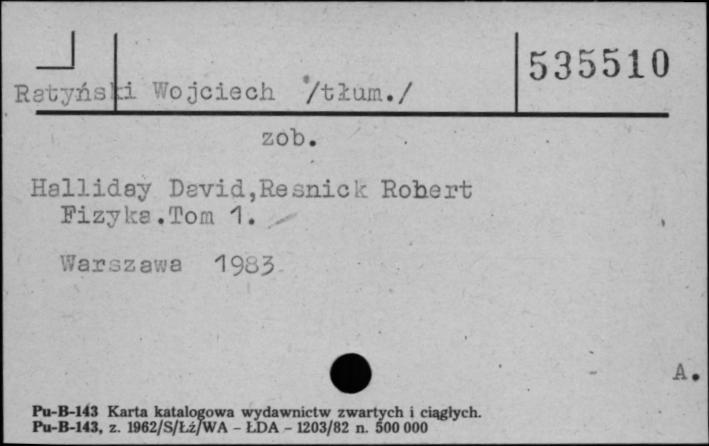 535510
Ratyński Wojciech /tłum./
zob.
Halliday David,Resnick Robert
Fizyka.Tom 1.
Warszawa 1983
A.
Pu-B-143 Karta katalogowa wydawnictw zwartych i ciągłych.
Pu-B-143, z. 1962/S/Łź/WA - ŁDA - 1203/82 n. 500 000